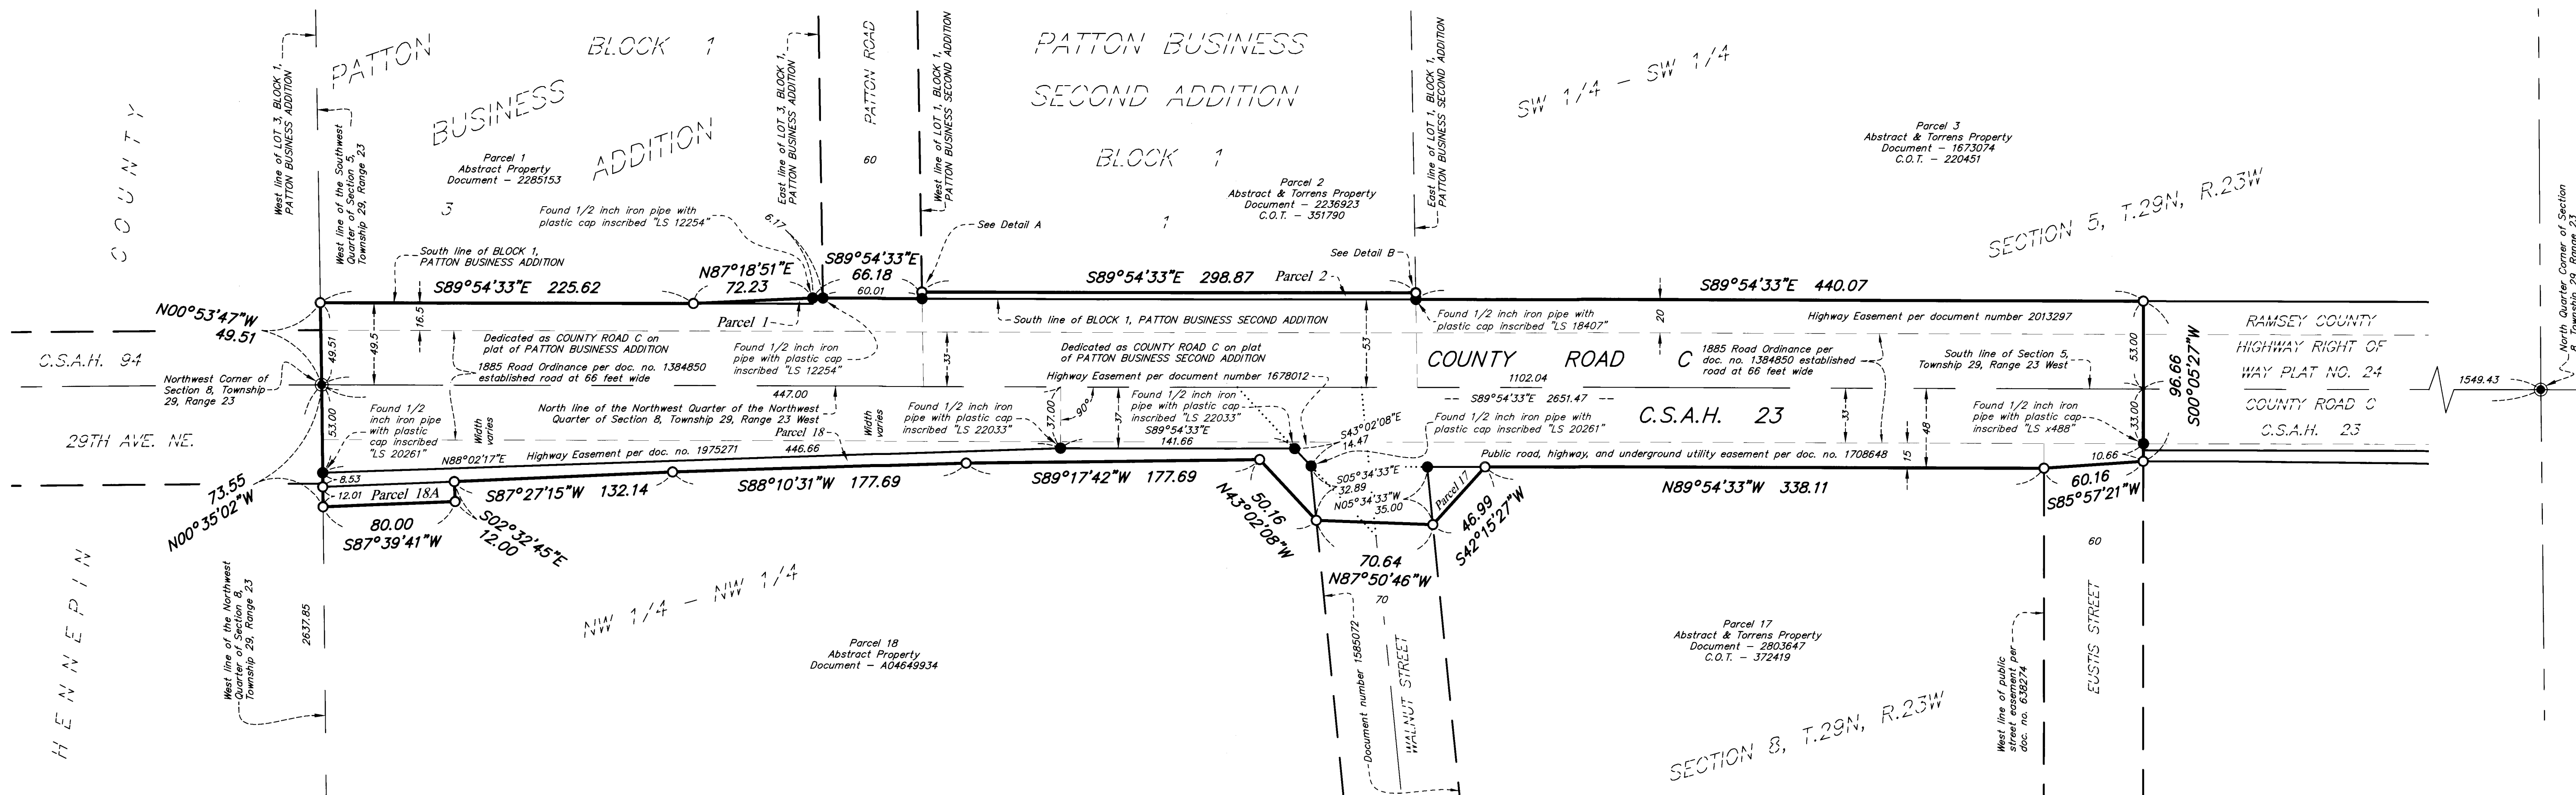 COUNTY
HENNEPIN
C.S.A.H. 94
29TH AVE. NE.
West line of LOT 3, BLOCK 1,
PATTON BUSINESS ADDITION
West line of the Southwest
Quarter of Section 5,
Township 29, Range 23
PATTON
BUSINESS
ADDITION
BLOCK 1
Parcel 1
Abstract Property
Document - 2285153
3
Found 1/2 inch iron pipe with
plastic cap inscribed "LS 12254"
East line of LOT 3, BLOCK 1,
PATTON BUSINESS ADDITION
PATTON ROAD
60
West line of LOT 1, BLOCK 1,
PATTON BUSINESS SECOND ADDITION
PATTON BUSINESS
SECOND ADDITION
BLOCK 1
Parcel 2
Abstract & Torrens Property
Document - 2236923
C.O.T. - 351790
1
East line of LOT 1, BLOCK 1,
PATTON BUSINESS SECOND ADDITION
SW 1/4 - SW 1/4
Parcel 3
Abstract & Torrens Property
Document - 1673074
C.O.T. - 220451
SECTION 5, T.29N, R.23W
North Quarter Corner of Section
8, Township 29, Range 23
1549.43
South line of BLOCK 1,
PATTON BUSINESS ADDITION
S89°54'33"E 225.62
N87°18'51"E
72.23
6.17
S89°54'33"E
66.18
60.01
See Detail A
S89°54'33"E 298.87
Parcel 2
See Detail B
S89°54'33"E 440.07
N00°53'47"W
49.51
49.51
49.5
16.5
Parcel 1
South line of BLOCK 1, PATTON BUSINESS SECOND ADDITION
Found 1/2 inch iron pipe with
plastic cap inscribed "LS 18407"
20
Highway Easement per document number 2013297
53.00
96.66
S00°05'27"W
RAMSEY COUNTY
HIGHWAY RIGHT OF
WAY PLAT NO. 24
COUNTY ROAD C
C.S.A.H. 23
Northwest Corner of
Section 8, Township
29, Range 23
Dedicated as COUNTY ROAD C on
plat of PATTON BUSINESS ADDITION
1885 Road Ordinance per doc. no. 1384850
established road at 66 feet wide
Found 1/2 inch iron
pipe with plastic cap
inscribed "LS 12254"
33
Dedicated as COUNTY ROAD C on plat
of PATTON BUSINESS SECOND ADDITION
Highway Easement per document number 1678012
53
COUNTY ROAD C
1885 Road Ordinance per
doc. no. 1384850 established
road at 66 feet wide
South line of Section 5,
Township 29, Range 23 West
1102.04
S89°54'33"E 2651.47
C.S.A.H. 23
447.00
North line of the Northwest Quarter of the Northwest
Quarter of Section 8, Township 29, Range 23 West
53.00
Found 1/2
inch iron pipe
with plastic
cap inscribed
"LS 20261"
Width
varies
Width
varies
Parcel 18
Found 1/2 inch iron
pipe with plastic cap
inscribed "LS 22033"
37.00
90°
37
Found 1/2 inch iron
pipe with plastic cap
inscribed "LS 22033"
S89°54'33"E
141.66
S43°02'08"E
14.47
Found 1/2 inch iron pipe with
plastic cap inscribed "LS 20261"
33
48
Found 1/2 inch iron
pipe with plastic cap
inscribed "LS x488"
33.00
N88°02'17"E
Highway Easement per doc. no. 1975271
446.66
Public road, highway, and underground utility easement per doc. no. 1708648
15
10.66
73.55
N00°35'02"W
8.53
12.01
Parcel 18A
80.00
S87°39'41"W
S02°32'45"E
12.00
S87°27'15"W 132.14
S88°10'31"W 177.69
S89°17'42"W 177.69
50.16
N43°02'08"W
S05°34'33"E
32.89
N05°34'33"W
35.00
Parcel 17
46.99
S42°15'27"W
70.64
N87°50'46"W
70
N89°54'33"W 338.11
60.16
S85°57'21"W
West line of the Northwest
Quarter of Section 8,
Township 29, Range 23
2637.85
NW 1/4 - NW 1/4
Parcel 18
Abstract Property
Document - A04649934
Document number 1585072
WALNUT STREET
Parcel 17
Abstract & Torrens Property
Document - 2803647
C.O.T. - 372419
SECTION 8, T.29N, R.23W
West line of public
street easement per
doc. no. 638274
60
EUSTIS STREET